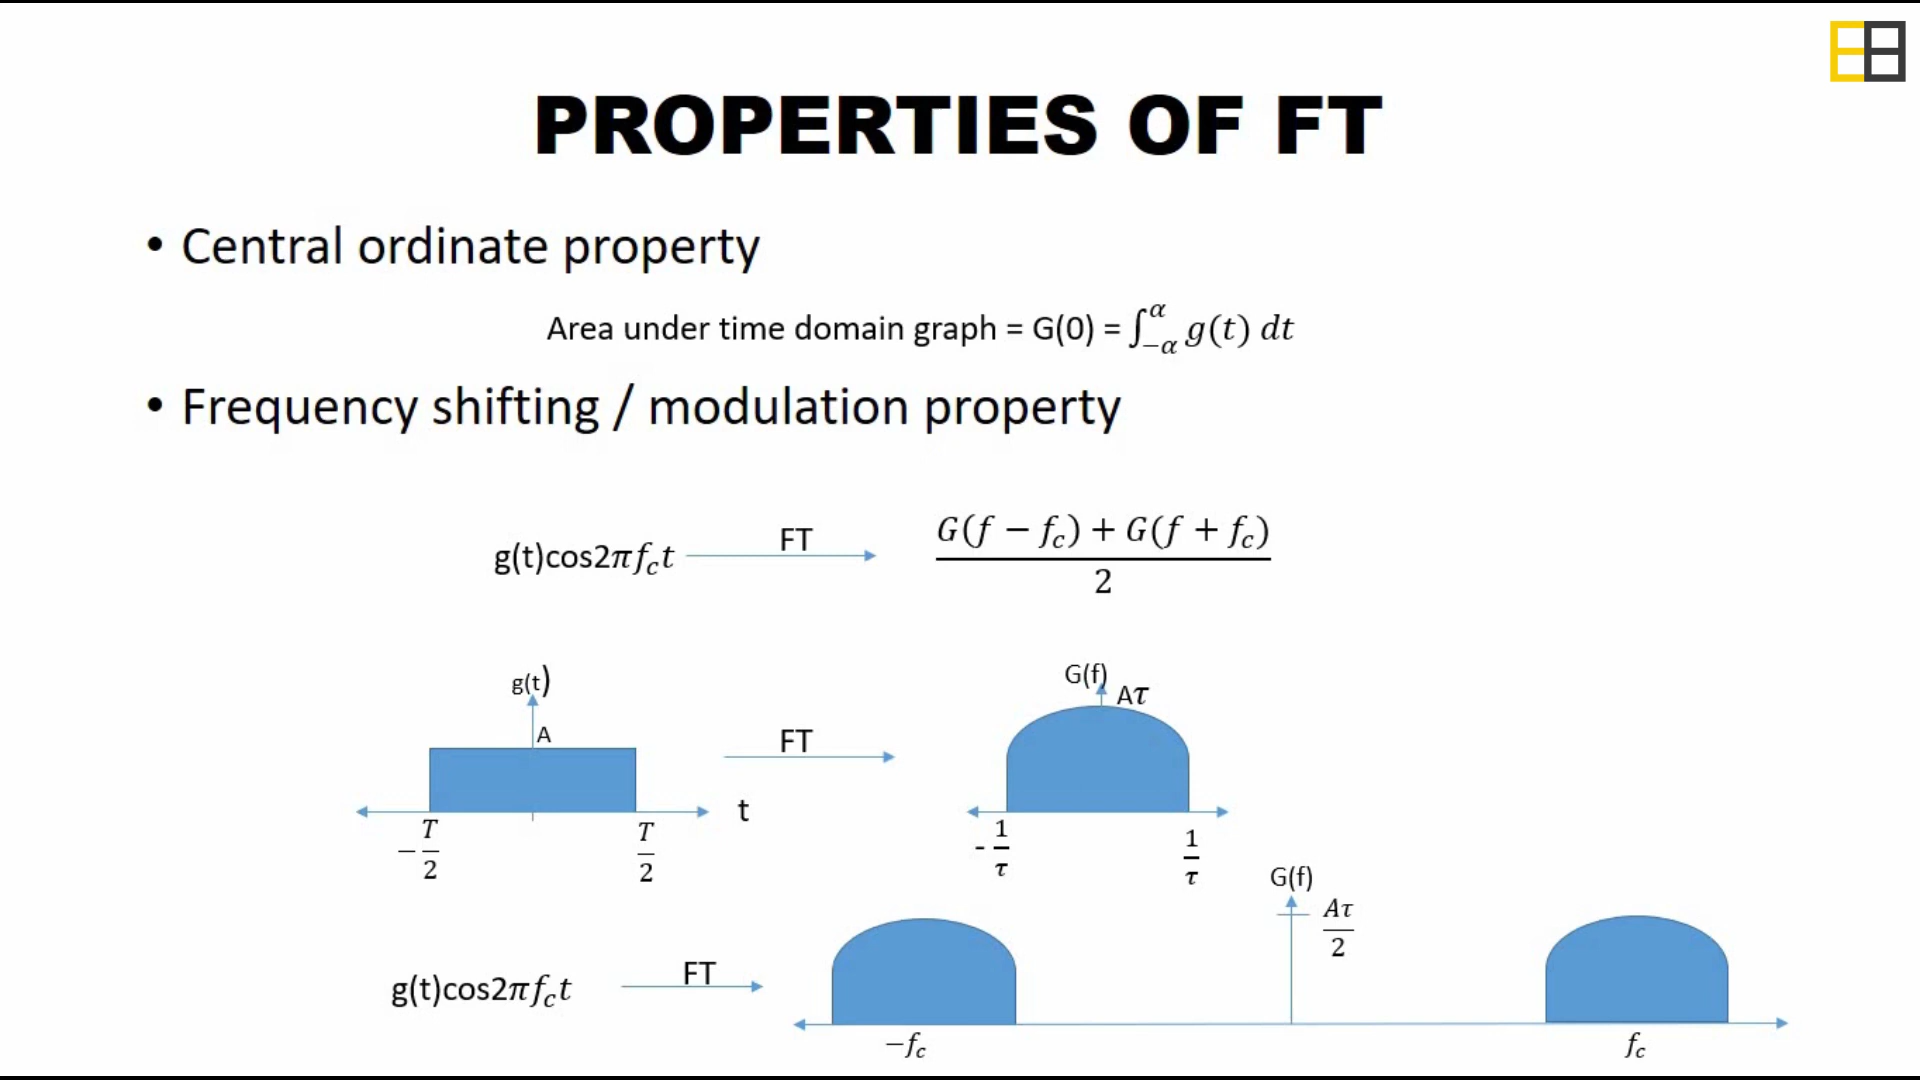 PROPERTIES OF FT
• Central ordinate property
Area under time domain graph = G(0) = ∫_{-α}^{α} g(t) dt
• Frequency shifting / modulation property
g(t)cos2πf_c t FT (G(f − f_c) + G(f + f_c))/2
g(t) A
−T/2 T/2 t
FT
G(f) Aτ
-1/τ 1/τ
g(t)cos2πf_c t FT
G(f) Aτ/2
−f_c f_c